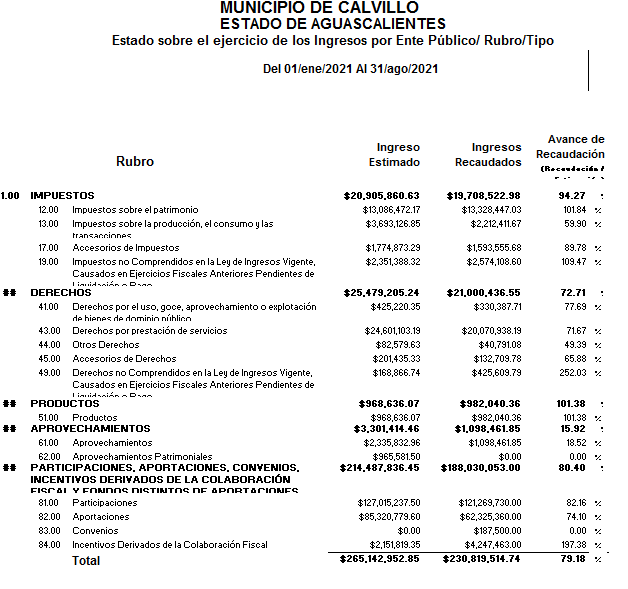 MUNICIPIO DE CALVILLO
ESTADO DE AGUASCALIENTES
Estado sobre el ejercicio de los Ingresos por Ente Público/ Rubro/Tipo
Del 01/ene/2021 Al 31/ago/2021
Rubro Ingreso Estimado Ingresos Recaudados Avance de Recaudación
1.00 IMPUESTOS $20,905,860.63 $19,708,522.98 94.27
12.00 Impuestos sobre el patrimonio $13,086,472.17 $13,328,447.03 101.84 %
13.00 Impuestos sobre la producción, el consumo y las $3,693,126.85 $2,212,411.67 59.90 %
transacciones
17.00 Accesorios de Impuestos $1,774,873.29 $1,593,555.68 89.78 %
19.00 Impuestos no Comprendidos en la Ley de Ingresos Vigente, $2,351,388.32 $2,574,108.60 109.47 %
Causados en Ejercicios Fiscales Anteriores Pendientes de
Liquidación o Pago
## DERECHOS $25,479,205.24 $21,000,436.55 72.71
41.00 Derechos por el uso, goce, aprovechamiento o explotación $425,220.35 $330,387.71 77.69 %
de bienes de dominio público
43.00 Derechos por prestación de servicios $24,601,103.19 $20,070,938.19 71.67 %
44.00 Otros Derechos $82,579.63 $40,791.08 49.39 %
45.00 Accesorios de Derechos $201,435.33 $132,709.78 65.88 %
49.00 Derechos no Comprendidos en la Ley de Ingresos Vigente, $168,866.74 $425,609.79 252.03 %
Causados en Ejercicios Fiscales Anteriores Pendientes de
Liquidación o Pago
## PRODUCTOS $968,636.07 $982,040.36 101.38
51.00 Productos $968,636.07 $982,040.36 101.38 %
## APROVECHAMIENTOS $3,301,414.46 $1,098,461.85 15.92
61.00 Aprovechamientos $2,335,832.96 $1,098,461.85 18.52 %
62.00 Aprovechamientos Patrimoniales $965,581.50 $0.00 0.00 %
## PARTICIPACIONES, APORTACIONES, CONVENIOS, $214,487,836.45 $188,030,053.00 80.40
INCENTIVOS DERIVADOS DE LA COLABORACIÓN
FISCAL Y FONDOS DISTINTOS DE APORTACIONES
81.00 Participaciones $127,015,237.50 $121,269,730.00 82.16 %
82.00 Aportaciones $85,320,779.60 $62,325,360.00 74.10 %
83.00 Convenios $0.00 $187,500.00 0.00 %
84.00 Incentivos Derivados de la Colaboración Fiscal $2,151,819.35 $4,247,463.00 197.38 %
Total $265,142,952.85 $230,819,514.74 79.18 %